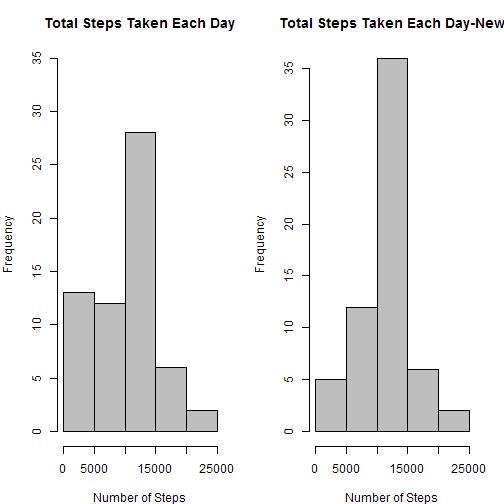 Total Steps Taken Each Day
Frequency
35
30
25
20
15
10
5
0
0 5000 15000 25000
Number of Steps
Total Steps Taken Each Day-New
Frequency
35
30
25
20
15
10
5
0
0 5000 15000 25000
Number of Steps